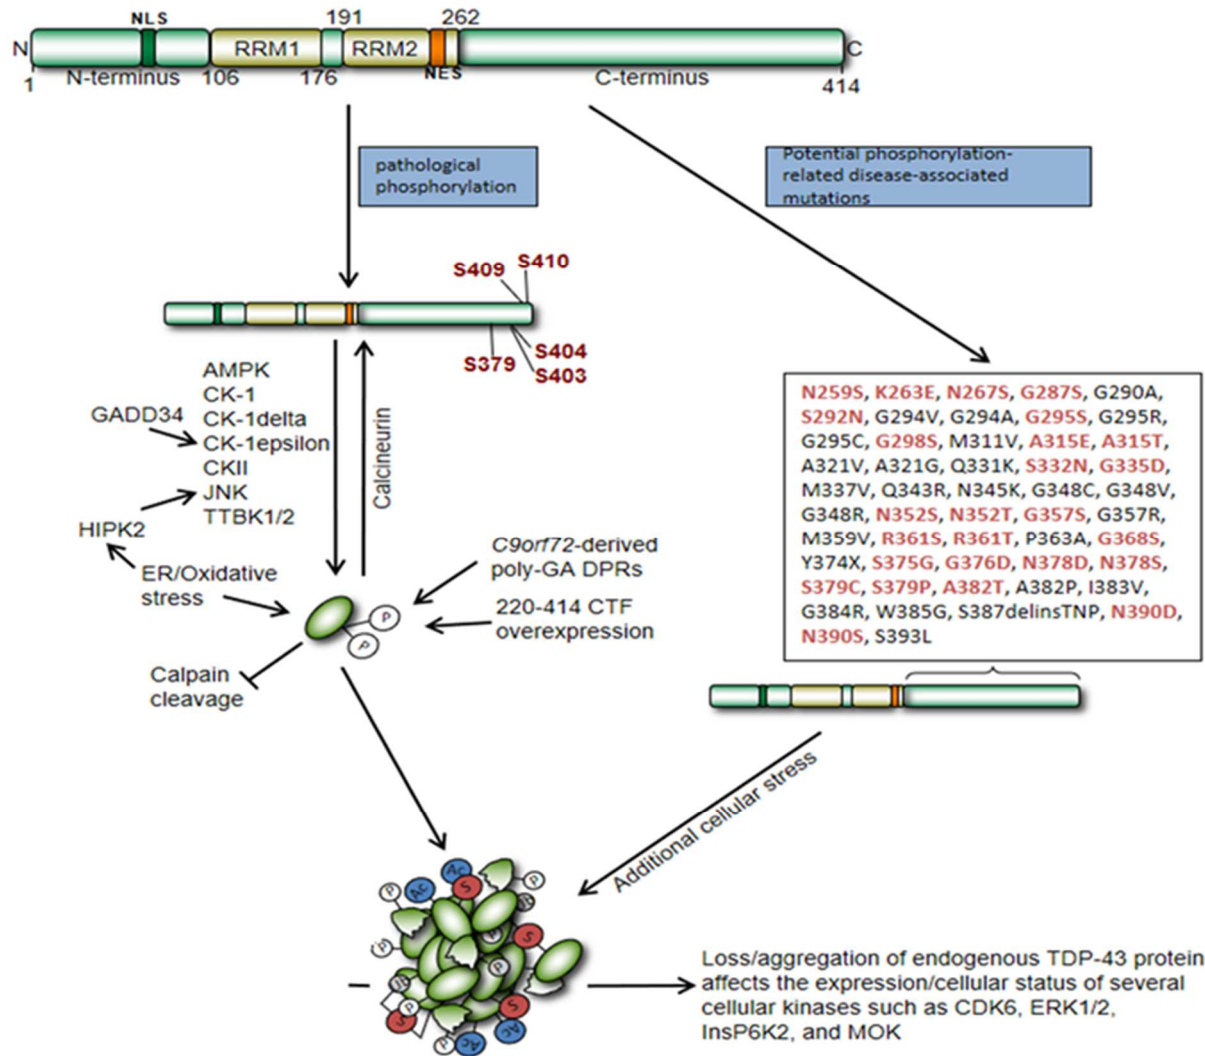 NLS 191 262
N RRM1 RRM2 C
N-terminus 106 176 NES C-terminus
1 414
pathological
phosphorylation
Potential phosphorylation-
related disease-associated
mutations
S409 S410
S379 S404
S403
AMPK
CK-1
GADD34 CK-1delta
CK-1epsilon
CKII
JNK
TTBK1/2
HIPK2
Calcineurin
ER/Oxidative
stress
C9orf72-derived
poly-GA DPRs
220-414 CTF
overexpression
P
P
Calpain
cleavage
N259S, K263E, N267S, G287S, G290A,
S292N, G294V, G294A, G295S, G295R,
G295C, G298S, M311V, A315E, A315T,
A321V, A321G, Q331K, S332N, G335D,
M337V, Q343R, N345K, G348C, G348V,
G348R, N352S, N352T, G357S, G357R,
M359V, R361S, R361T, P363A, G368S,
Y374X, S375G, G376D, N378D, N378S,
S379C, S379P, A382T, A382P, I383V,
G384R, W385G, S387delinsTNP, N390D,
N390S, S393L
Additional cellular stress
Ac
P Ac S P
S
P P
P
P S
S Ac
P Ac
Loss/aggregation of endogenous TDP-43 protein
affects the expression/cellular status of several
cellular kinases such as CDK6, ERK1/2,
InsP6K2, and MOK